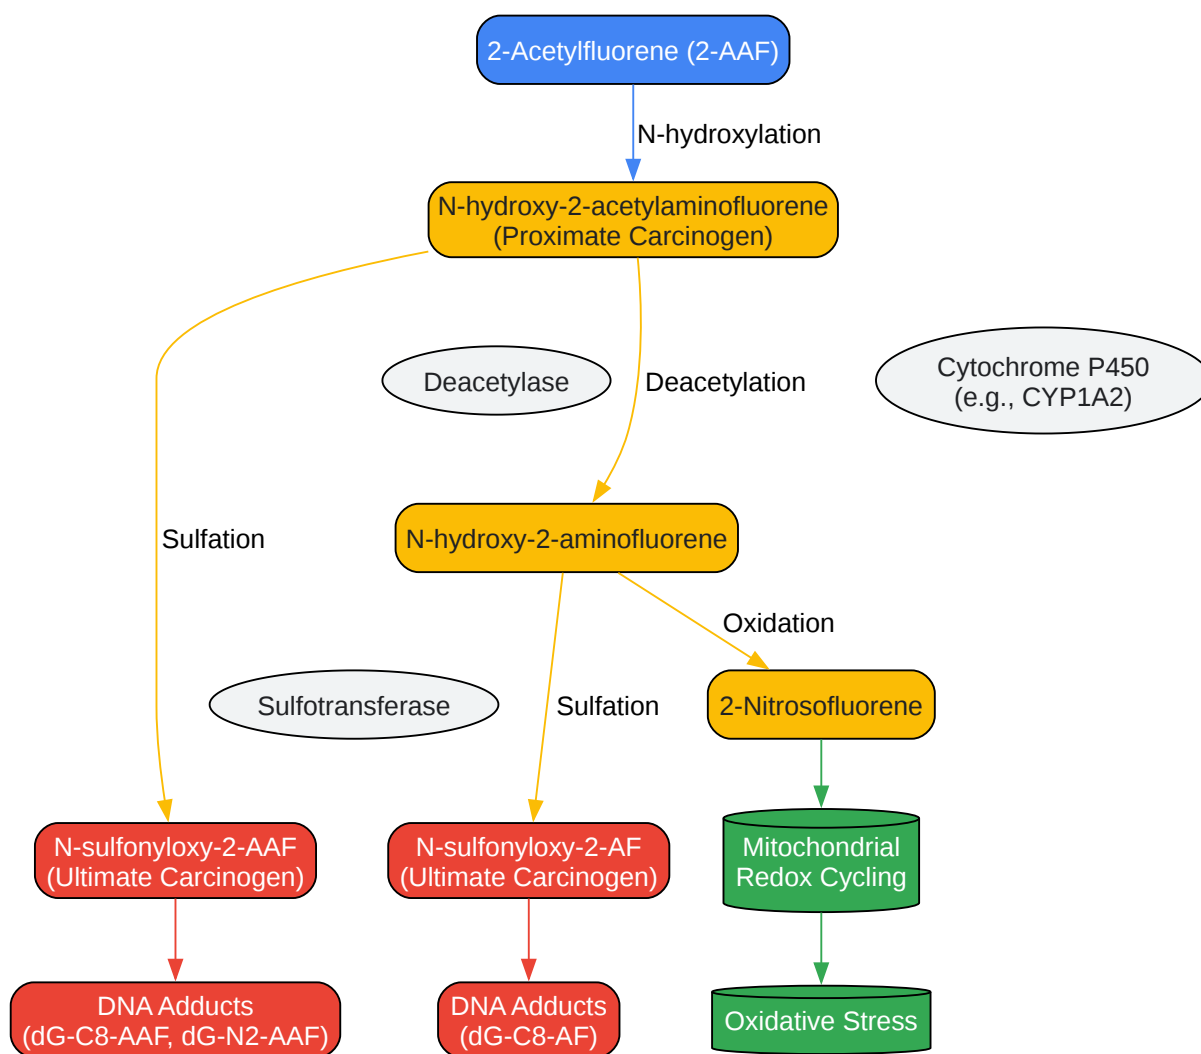 2-Acetylfluorene (2-AAF)
N-hydroxylation
N-hydroxy-2-acetylaminofluorene
(Proximate Carcinogen)
Deacetylase
Deacetylation
Cytochrome P450
(e.g., CYP1A2)
Sulfation
N-hydroxy-2-aminofluorene
Oxidation
Sulfotransferase
Sulfation
2-Nitrosofluorene
N-sulfonyloxy-2-AAF
(Ultimate Carcinogen)
N-sulfonyloxy-2-AF
(Ultimate Carcinogen)
Mitochondrial
Redox Cycling
DNA Adducts
(dG-C8-AAF, dG-N2-AAF)
DNA Adducts
(dG-C8-AF)
Oxidative Stress